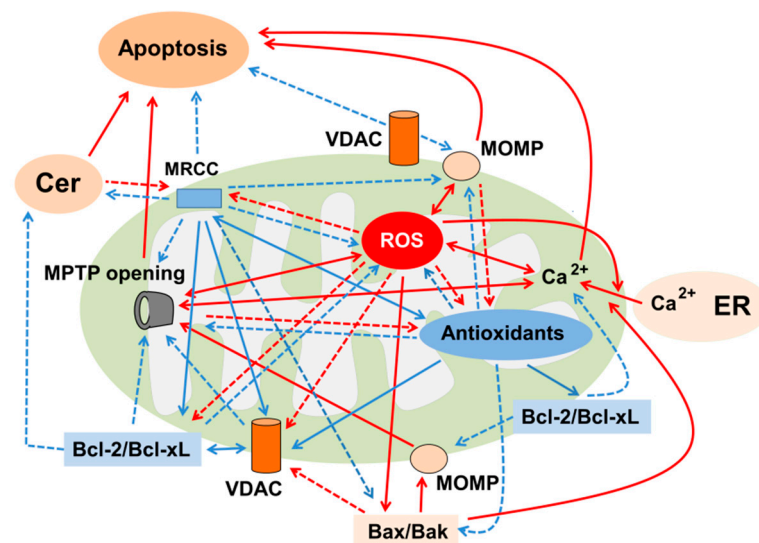 Apoptosis
VDAC
MOMP
MRCC
Cer
ROS
MPTP opening
Ca2+
Ca2+ ER
Antioxidants
Bcl-2/Bcl-xL
Bcl-2/Bcl-xL
VDAC
MOMP
Bax/Bak